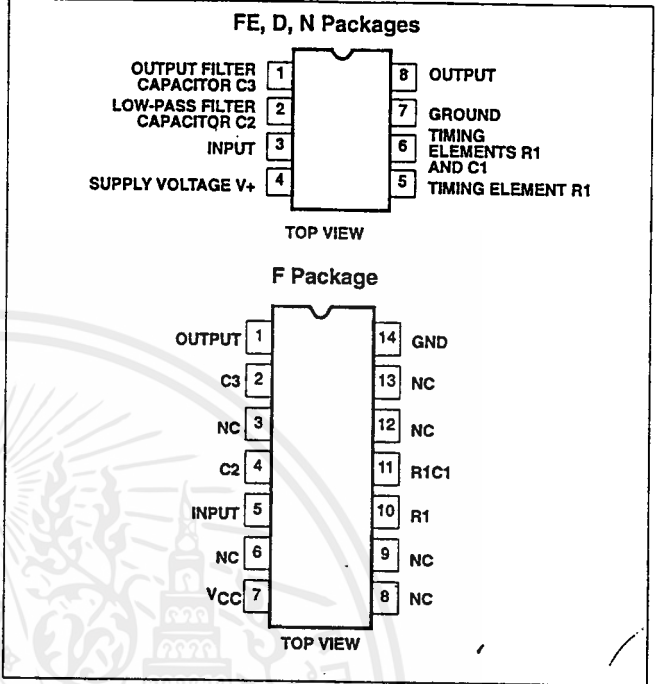 FE, D, N Packages
OUTPUT FILTER
CAPACITOR C3
1
8
OUTPUT
LOW-PASS FILTER
CAPACITOR C2
2
7
GROUND
INPUT
3
6
TIMING
ELEMENTS R1
AND C1
SUPPLY VOLTAGE V+
4
5
TIMING ELEMENT R1
TOP VIEW
F Package
OUTPUT
1
14
GND
C3
2
13
NC
NC
3
12
NC
C2
4
11
R1C1
INPUT
5
10
R1
NC
6
9
NC
VCC
7
8
NC
TOP VIEW